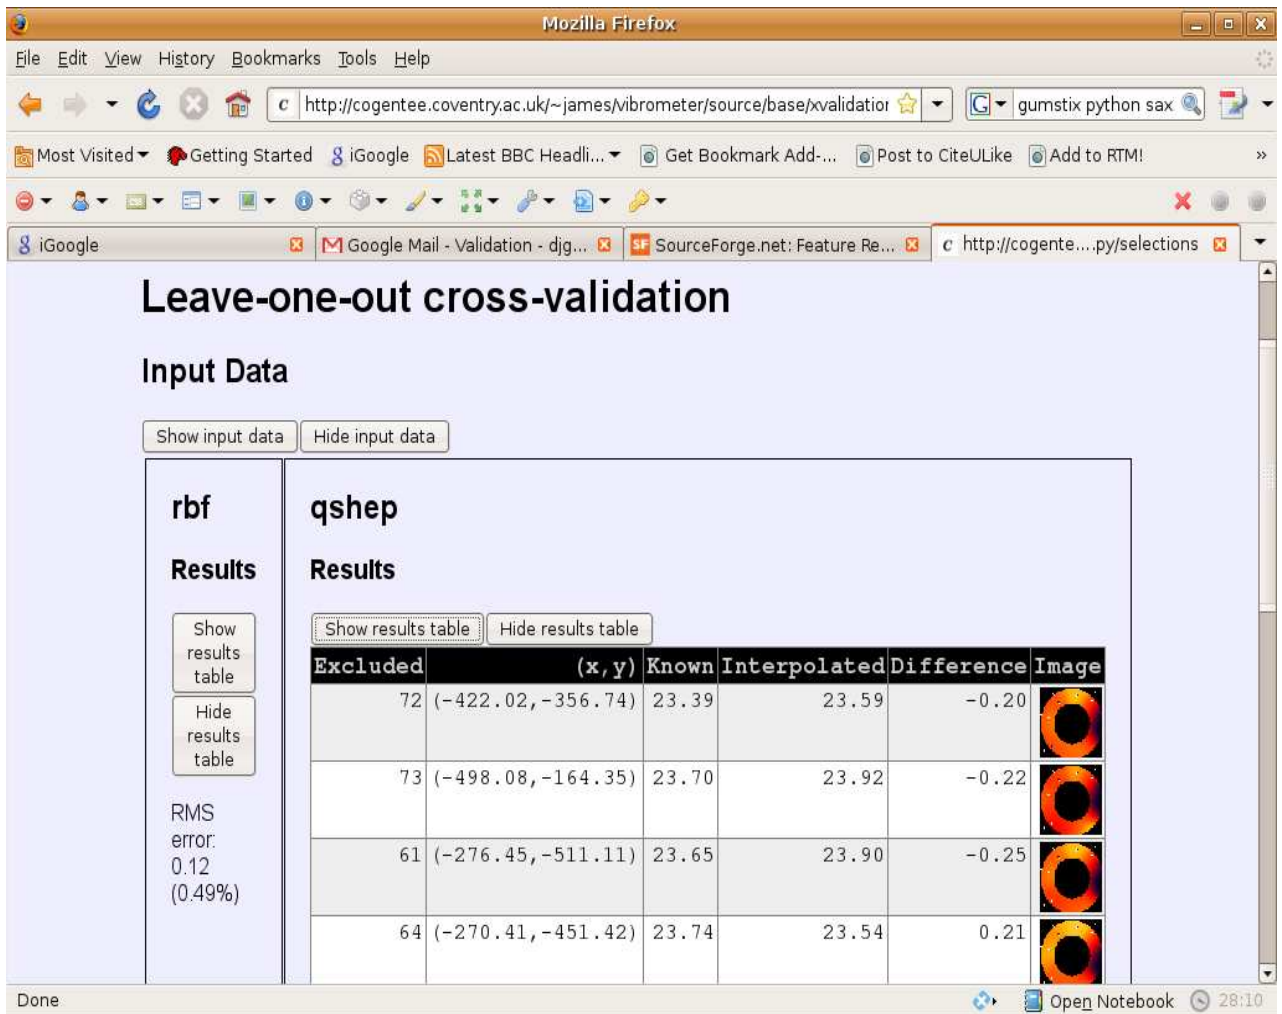 Mozilla Firefox
File Edit View History Bookmarks Tools Help
http://cogentee.coventry.ac.uk/~james/vibrometer/source/base/xvalidation
G gumstix python sax
Most Visited Getting Started iGoogle Latest BBC Headli... Get Bookmark Add-... Post to CiteULike Add to RTM! »
iGoogle Google Mail - Validation - djg... SourceForge.net: Feature Re... http://cogente....py/selections
Leave-one-out cross-validation
Input Data
Show input data Hide input data
rbf
Results
Show
results
table
Hide
results
table
RMS
error:
0.12
(0.49%)
qshep
Results
Show results table Hide results table
Excluded (x,y) Known Interpolated Difference Image
72 (-422.02,-356.74) 23.39 23.59 -0.20
73 (-498.08,-164.35) 23.70 23.92 -0.22
61 (-276.45,-511.11) 23.65 23.90 -0.25
64 (-270.41,-451.42) 23.74 23.54 0.21
Done Open Notebook 28:10